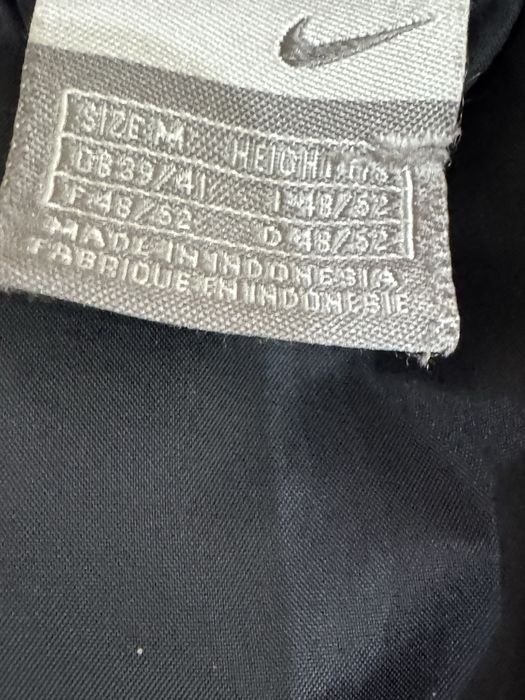 SIZE:M HEIGHT:
GB 39/41 I 48/52
F 48/52 D 48/52
MADE IN INDONESIA
FABRIQUE EN INDONESIE